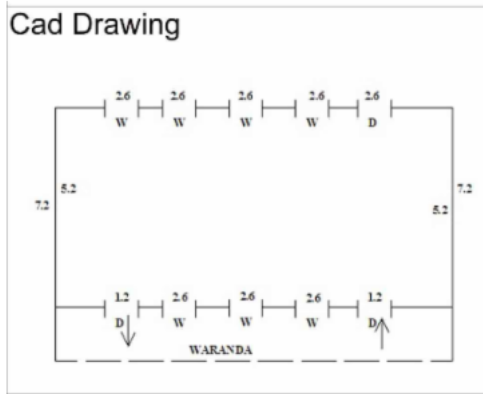 Cad Drawing
2.6 2.6 2.6 2.6 2.6
W W W W D
5.2 7.2
7.2 5.2
1.2 2.6 2.6 2.6 1.2
D W W W D
WARANDA